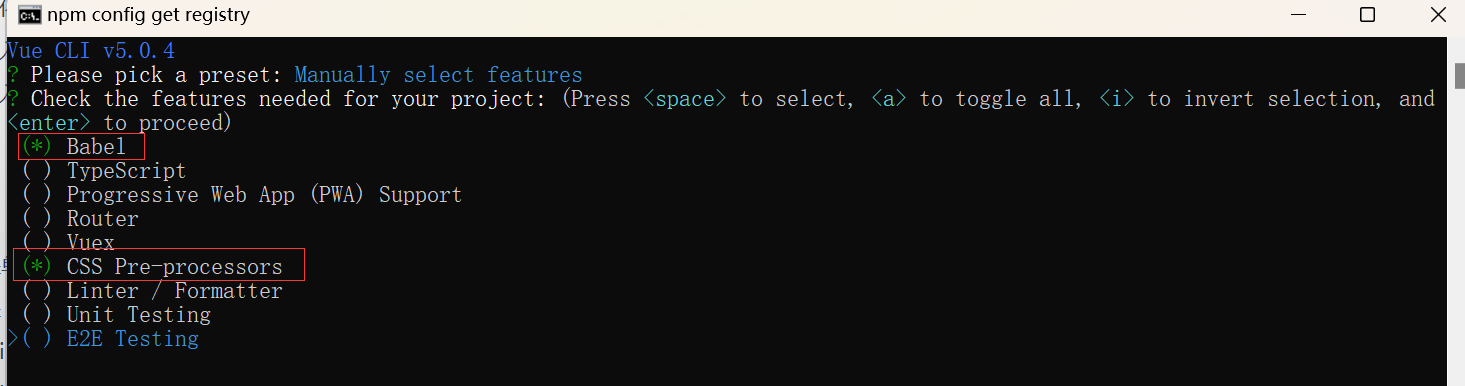 npm config get registry
Vue CLI v5.0.4
? Please pick a preset: Manually select features
? Check the features needed for your project: (Press <space> to select, <a> to toggle all, <i> to invert selection, and
<enter> to proceed)
(*) Babel
( ) TypeScript
( ) Progressive Web App (PWA) Support
( ) Router
( ) Vuex
(*) CSS Pre-processors
( ) Linter / Formatter
( ) Unit Testing
>( ) E2E Testing